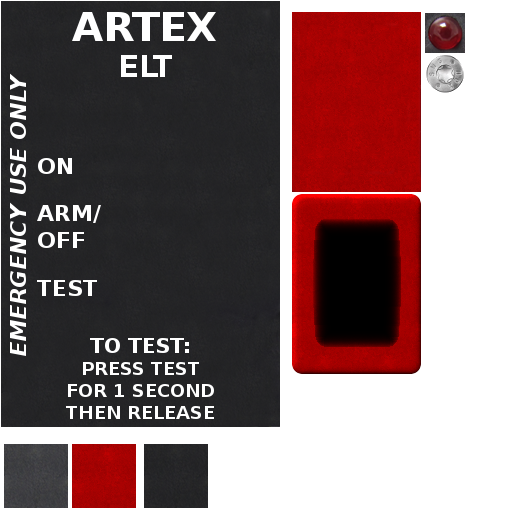 ARTEX
ELT
EMERGENCY USE ONLY
ON
ARM/
OFF
TEST
TO TEST:
PRESS TEST
FOR 1 SECOND
THEN RELEASE